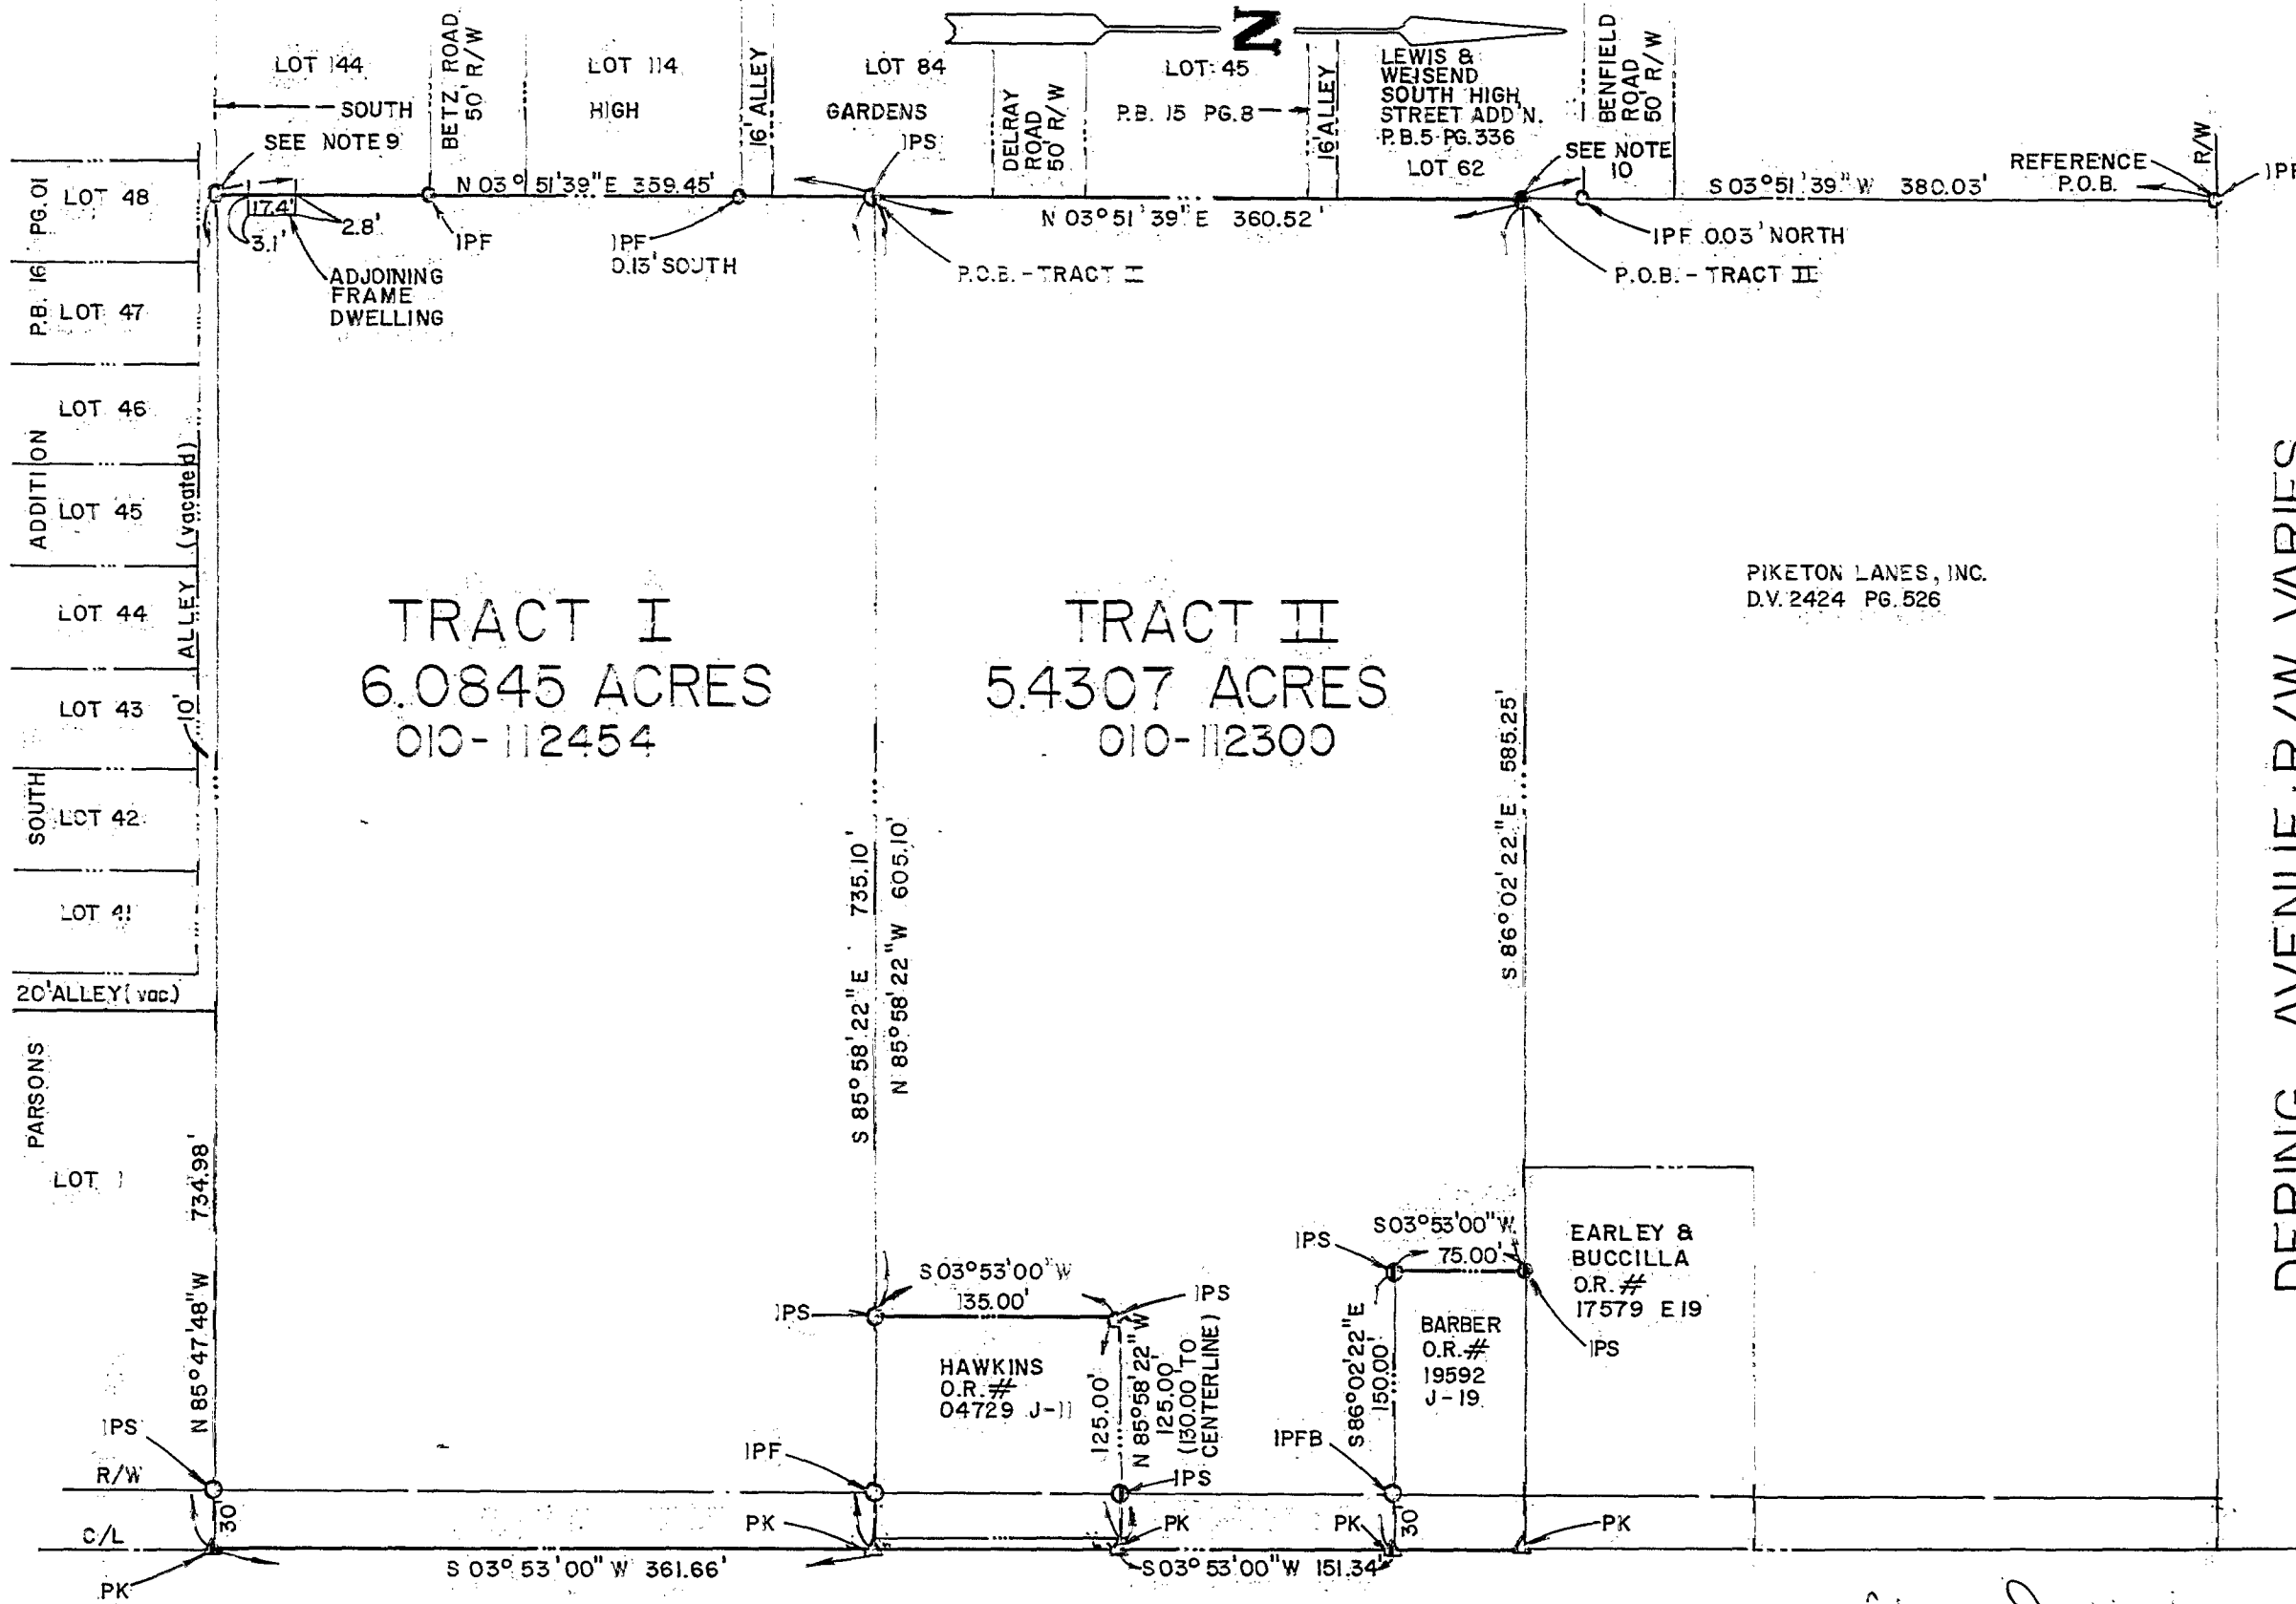 N
LOT 144
BETZ ROAD
50' R/W
LOT 114
16' ALLEY
LOT 84
DELRAY
ROAD
50' R/W
LOT 45
16' ALLEY
LEWIS &
WEISEND
SOUTH HIGH
STREET ADD'N.
P.B. 5 PG. 336
LOT 62
BENFIELD
ROAD
50' R/W
SOUTH
HIGH
GARDENS
P.B. 15 PG. 8
SEE NOTE 9
IPS
SEE NOTE
10
REFERENCE
P.O.B.
R/W
IPF
N 03° 51' 39" E 359.45'
N 03° 51' 39" E 360.52'
S 03° 51' 39" W 380.03'
17.4'
3.1'
2.8'
IPF
IPF
0.13' SOUTH
IPF 0.03' NORTH
ADJOINING
FRAME
DWELLING
P.O.B. - TRACT I
P.O.B. - TRACT II
P.B. 16 PG. 01
LOT 48
LOT 47
LOT 46
LOT 45
LOT 44
LOT 43
LOT 42
LOT 41
ADDITION
SOUTH
PARSONS
10' ALLEY (vacated)
20' ALLEY (vac.)
LOT 1
TRACT I
6.0845 ACRES
010-112454
TRACT II
5.4307 ACRES
010-112300
PIKETON LANES, INC.
D.V. 2424 PG. 526
S 85° 58' 22" E 735.10'
N 85° 58' 22" W 605.10'
S 86° 02' 22" E 585.25'
N 85° 47' 48" W 734.98'
S 03° 53' 00" W
135.00'
IPS
IPS
HAWKINS
O.R. #
04729 J-11
125.00'
N 85° 58' 22" W
125.00'
(130.00' TO
CENTERLINE)
IPS
S 03° 53' 00" W
75.00'
S 86° 02' 22" E
150.00'
BARBER
O.R. #
19592
J-19
EARLEY &
BUCCILLA
O.R. #
17579 E19
IPS
IPS
IPF
IPS
IPFB
R/W
C/L
30'
30'
PK
PK
PK
PK
PK
S 03° 53' 00" W 361.66'
S 03° 53' 00" W 151.34'
DERING AVENUE R/W VARIES